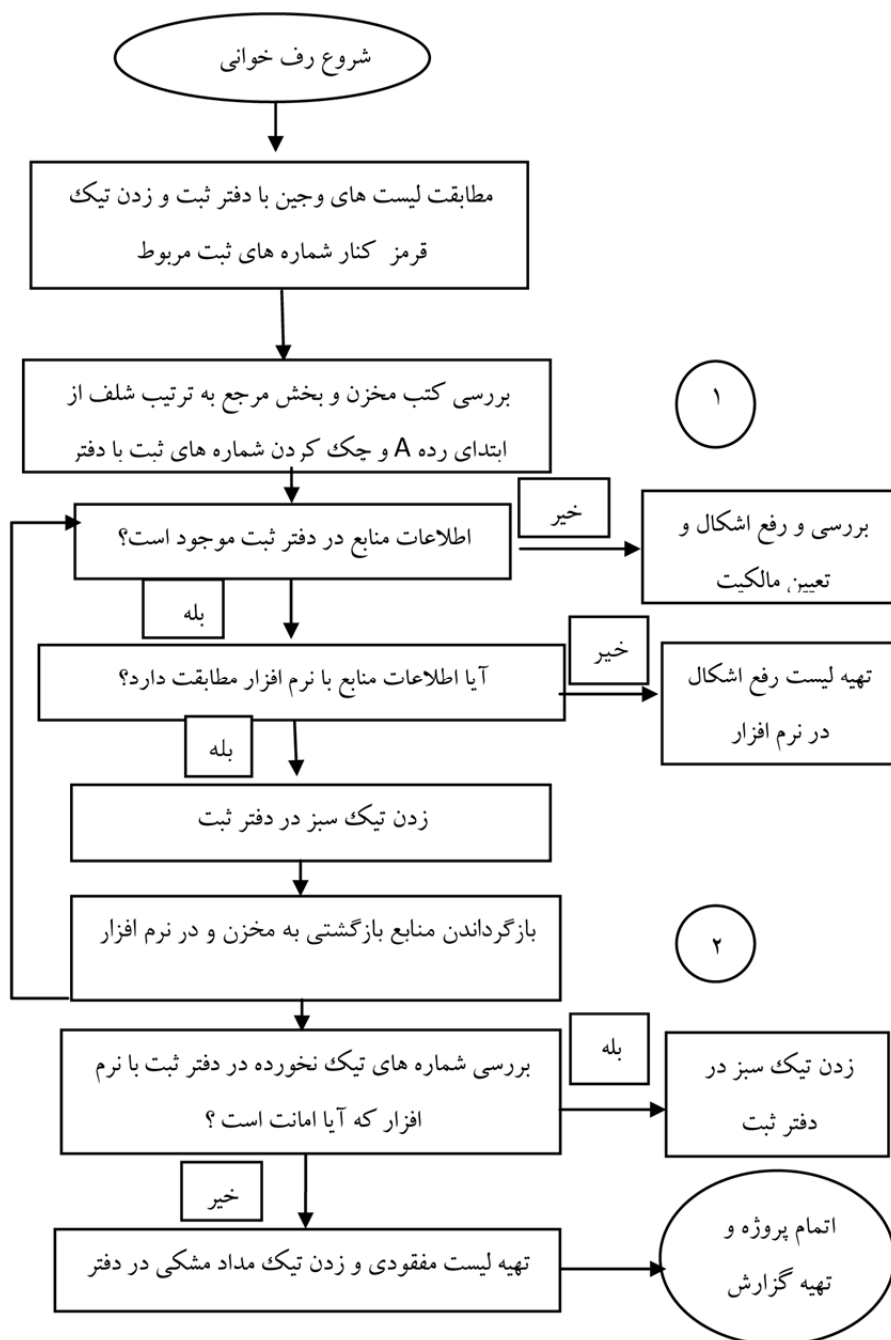 شروع رف خوانی
مطابقت لیست های وجین با دفتر ثبت و زدن تیک
قرمز کنار شماره های ثبت مربوط
بررسی کتب مخزن و بخش مرجع به ترتیب شلف از
ابتدای رده A و چک کردن شماره های ثبت با دفتر
۱
اطلاعات منابع در دفتر ثبت موجود است؟
خیر
بررسی و رفع اشکال و
تعیین مالکیت
بله
آیا اطلاعات منابع با نرم افزار مطابقت دارد؟
خیر
تهیه لیست رفع اشکال
در نرم افزار
بله
زدن تیک سبز در دفتر ثبت
بازگرداندن منابع بازگشتی به مخزن و در نرم افزار
۲
بررسی شماره های تیک نخورده در دفتر ثبت با نرم
افزار که آیا امانت است ؟
بله
زدن تیک سبز در
دفتر ثبت
خیر
تهیه لیست مفقودی و زدن تیک مداد مشکی در دفتر
اتمام پروژه و
تهیه گزارش